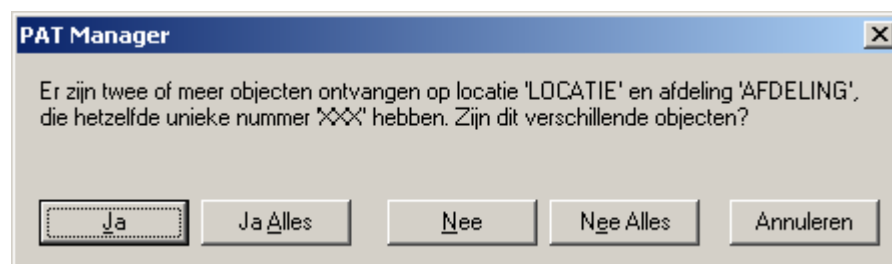 PAT Manager
Er zijn twee of meer objecten ontvangen op locatie 'LOCATIE' en afdeling 'AFDELING',
die hetzelfde unieke nummer 'XXX' hebben. Zijn dit verschillende objecten?
Ja
Ja Alles
Nee
Nee Alles
Annuleren